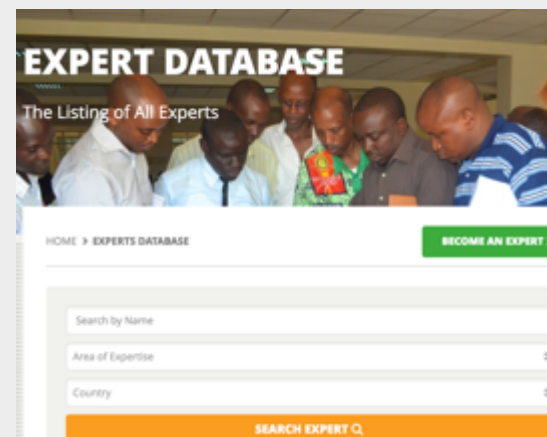 EXPERT DATABASE
The Listing of All Experts
HOME > EXPERTS DATABASE
BECOME AN EXPERT
Search by Name
Area of Expertise
Country
SEARCH EXPERT